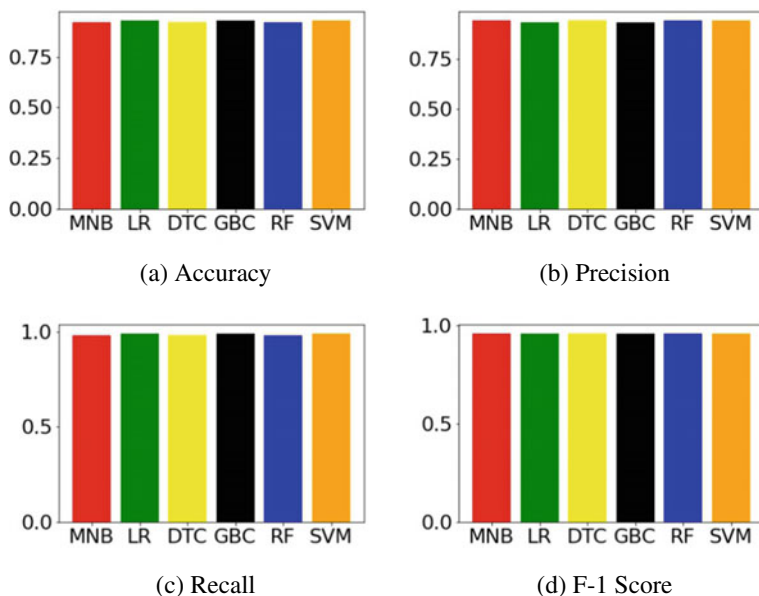 0.75
0.50
0.25
0.00
MNB LR DTC GBC RF SVM
(a) Accuracy
0.75
0.50
0.25
0.00
MNB LR DTC GBC RF SVM
(b) Precision
1.0
0.5
0.0
MNB LR DTC GBC RF SVM
(c) Recall
1.0
0.5
0.0
MNB LR DTC GBC RF SVM
(d) F-1 Score